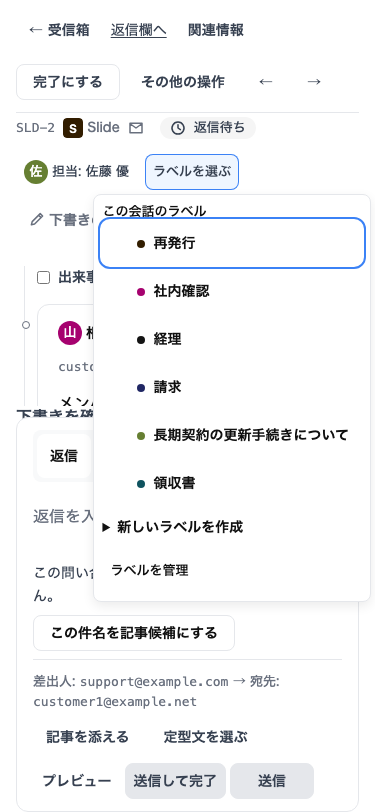 ← 受信箱 返信欄へ 関連情報
完了にする その他の操作 ← →
SLD-2 S Slide 返信待ち
佐 担当: 佐藤 優 ラベルを選ぶ
この会話のラベル
下書き
再発行
出来事
社内確認
山
経理
custo
請求
メン
下書きを確
長期契約の更新手続きについて
返信
領収書
返信を入
新しいラベルを作成
この問い合
ラベルを管理
ん。
この件名を記事候補にする
差出人: support@example.com → 宛先:
customer1@example.net
記事を添える 定型文を選ぶ
プレビュー 送信して完了 送信